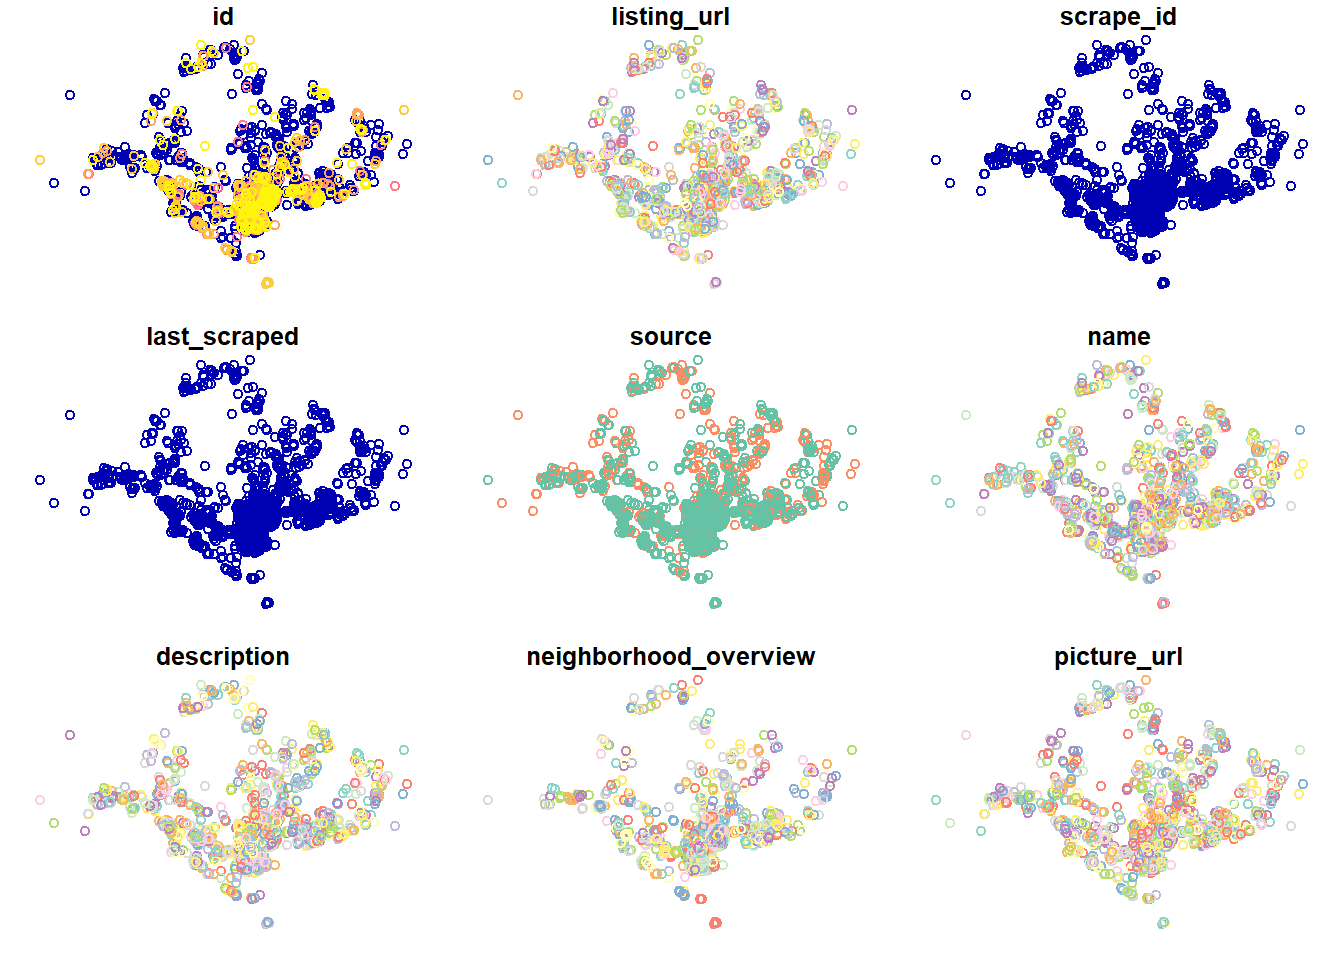 id
listing_url
scrape_id
last_scraped
source
name
description
neighborhood_overview
picture_url